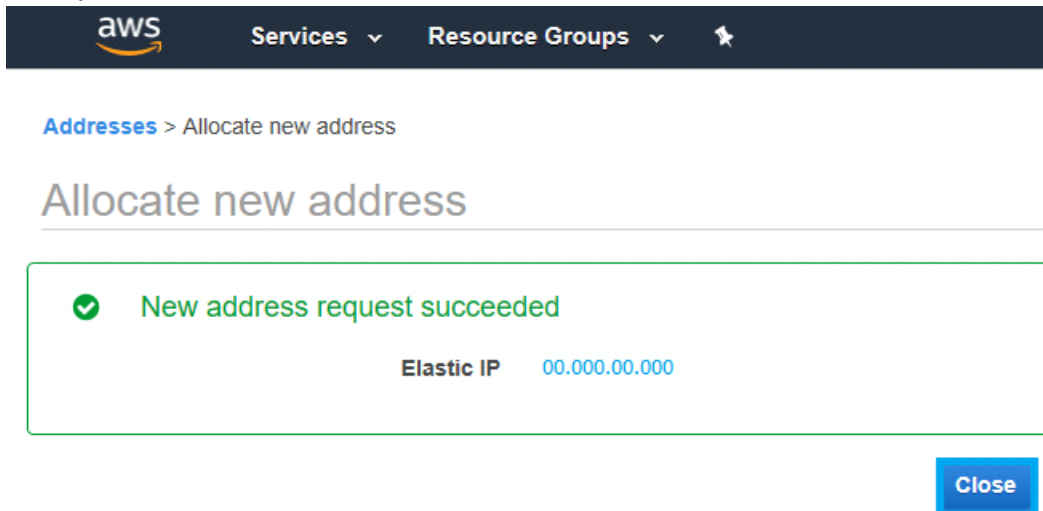 aws Services Resource Groups
Addresses > Allocate new address
Allocate new address
New address request succeeded
Elastic IP 00.000.00.000
Close